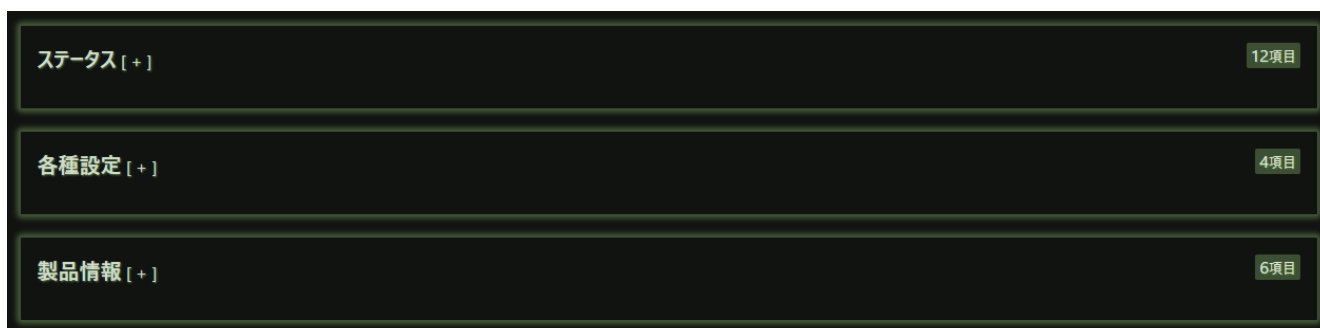 ステータス [ + ] 12項目
各種設定 [ + ] 4項目
製品情報 [ + ] 6項目